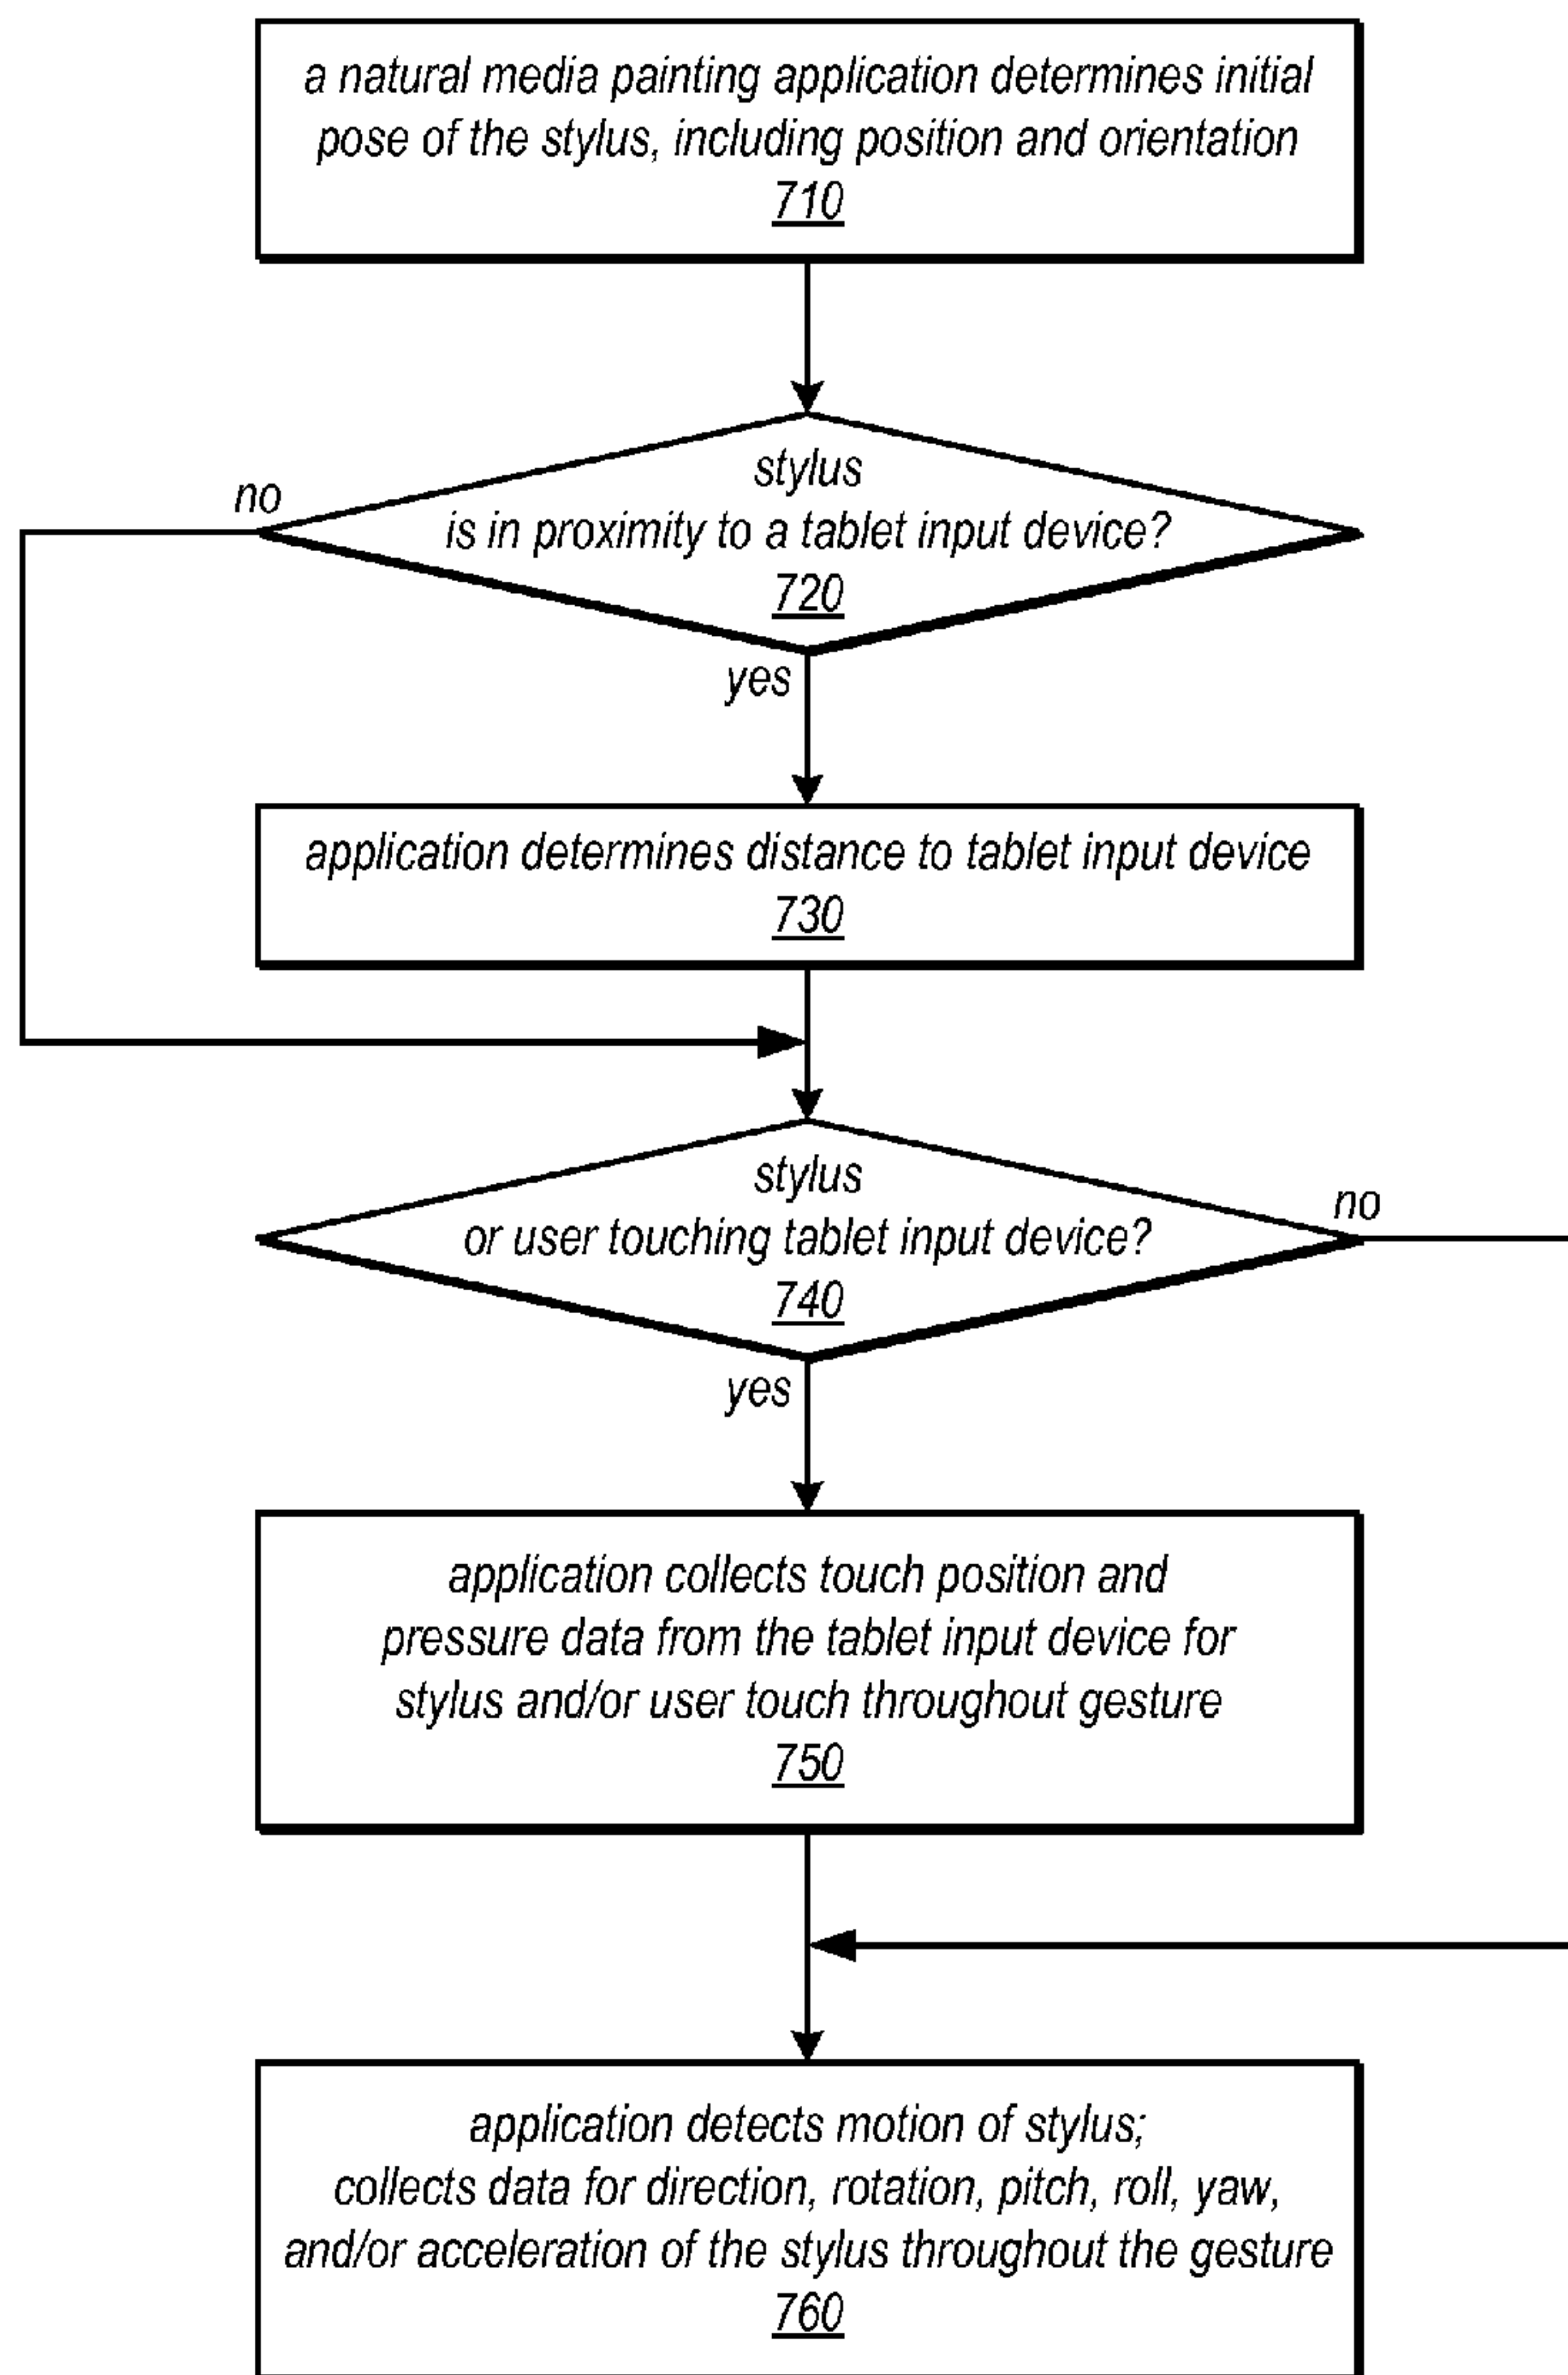 a natural media painting application determines initial
pose of the stylus, including position and orientation
710
stylus
no
is in proximity to a tablet input device?
720
yes
application determines distance to tablet input device
730
stylus
no
or user touching tablet input device?
740
yes
application collects touch position and
pressure data from the tablet input device for
stylus and/or user touch throughout gesture
750
application detects motion of stylus;
collects data for direction, rotation, pitch, roll, yaw,
and/or acceleration of the stylus throughout the gesture
760